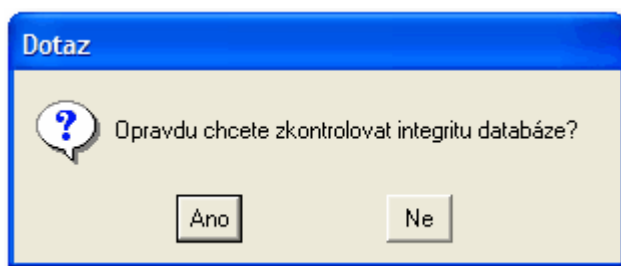 Dotaz
Opravdu chcete zkontrolovat integritu databáze?
Ano Ne